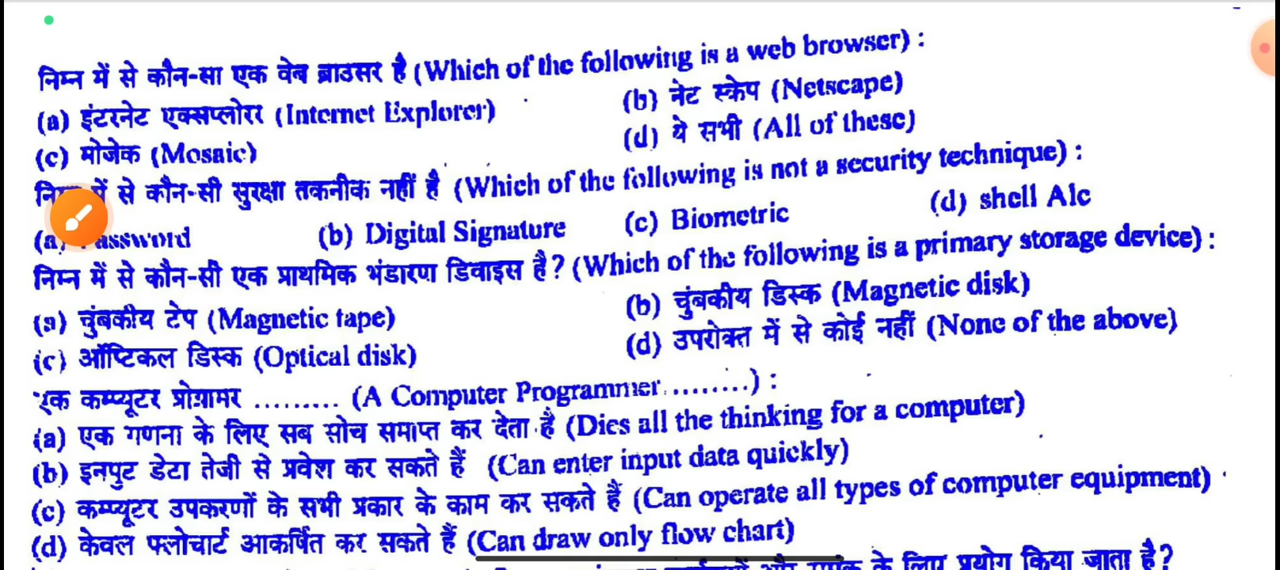 निम्न में से कौन-सा एक वेब ब्राउसर है (Which of the following is a web browser) :
(a) इंटरनेट एक्सप्लोरर (Internet Explorer) (b) नेट स्केप (Netscape)
(c) मोजेक (Mosaic) (d) ये सभी (All of these)
से कौन-सी सुरक्षा तकनीक नहीं है (Which of the following is not a security technique) :
(b) Digital Signature (c) Biometric (d) shell Alc
निम्न में से कौन-सी एक प्राथमिक भंडारण डिवाइस है? (Which of the following is a primary storage device) :
(a) चुंबकीय टेप (Magnetic tape) (b) चुंबकीय डिस्क (Magnetic disk)
(c) ऑप्टिकल डिस्क (Optical disk) (d) उपरोक्त में से कोई नहीं (None of the above)
एक कम्प्यूटर प्रोग्रामर ......... (A Computer Programmer .........) :
(a) एक गणना के लिए सब सोच समाप्त कर देता है (Dies all the thinking for a computer)
(b) इनपुट डेटा तेजी से प्रवेश कर सकते हैं (Can enter input data quickly)
(c) कम्प्यूटर उपकरणों के सभी प्रकार के काम कर सकते हैं (Can operate all types of computer equipment)
(d) केवल फ्लोचार्ट आकर्षित कर सकते हैं (Can draw only flow chart)
के लिए प्रयोग किया जाता है?